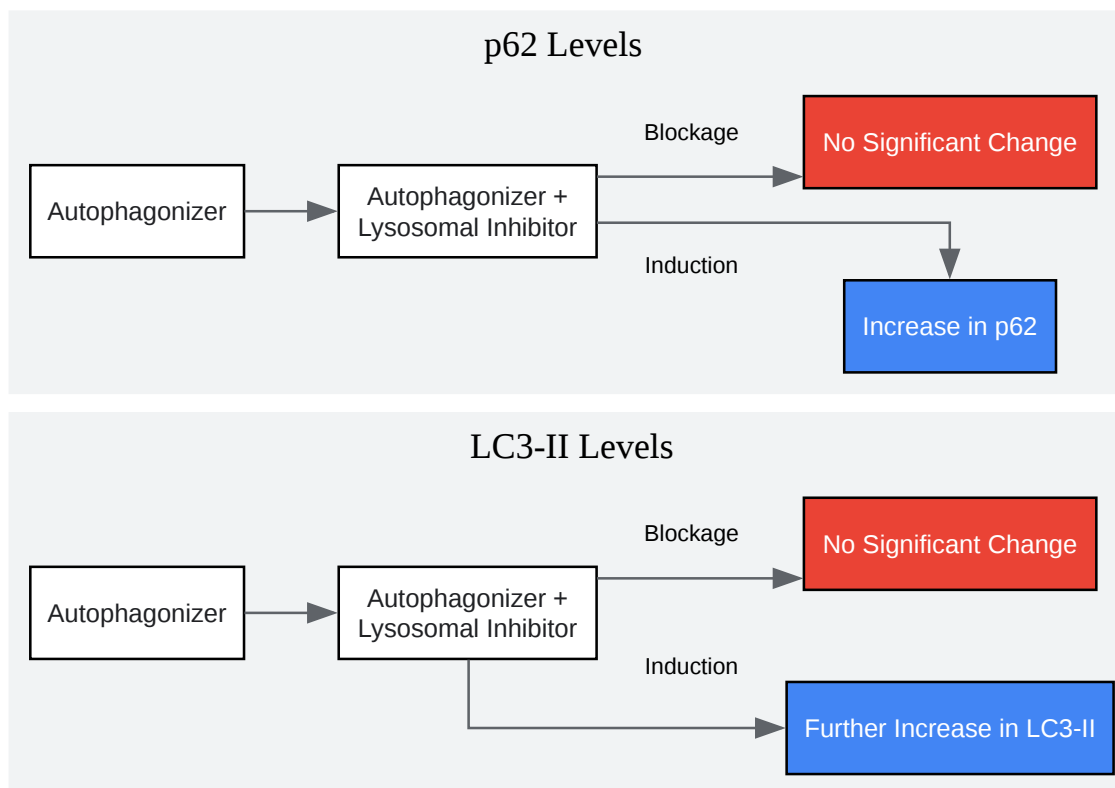 p62 Levels
Blockage
No Significant Change
Autophagonizer
Autophagonizer +
Lysosomal Inhibitor
Induction
Increase in p62
LC3-II Levels
Blockage
No Significant Change
Autophagonizer
Autophagonizer +
Lysosomal Inhibitor
Induction
Further Increase in LC3-II